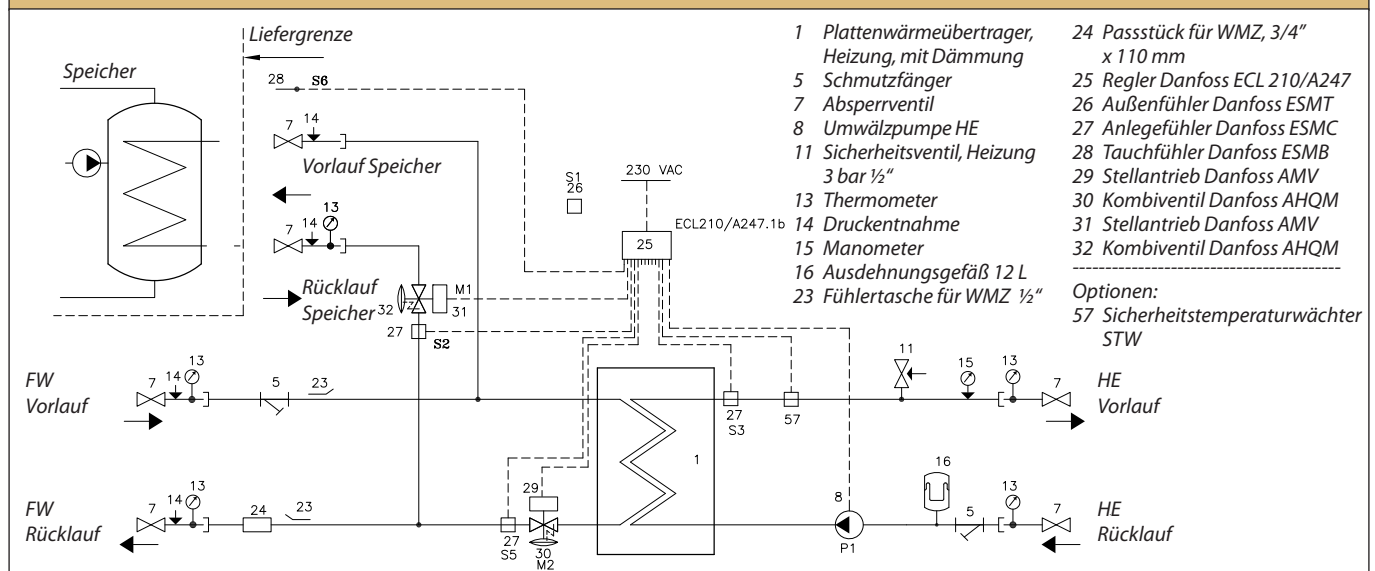 Liefergrenze
Speicher
28
S6
7
14
Vorlauf Speicher
7
14
13
Rücklauf
Speicher
32
M1
31
27
S2
S1
26
230 VAC
ECL210/A247.1b
25
1 Plattenwärmeübertrager,
Heizung, mit Dämmung
5 Schmutzfänger
7 Absperrventil
8 Umwälzpumpe HE
11 Sicherheitsventil, Heizung
3 bar ½“
13 Thermometer
14 Druckentnahme
15 Manometer
16 Ausdehnungsgefäß 12 L
23 Fühlertasche für WMZ ½“
24 Passstück für WMZ, 3/4”
x 110 mm
25 Regler Danfoss ECL 210/A247
26 Außenfühler Danfoss ESMT
27 Anlegefühler Danfoss ESMC
28 Tauchfühler Danfoss ESMB
29 Stellantrieb Danfoss AMV
30 Kombiventil Danfoss AHQM
31 Stellantrieb Danfoss AMV
32 Kombiventil Danfoss AHQM
----------------------------------------
Optionen:
57 Sicherheitstemperaturwächter
STW
FW
Vorlauf
7
14
13
5
23
27
S3
57
11
15
13
7
HE
Vorlauf
1
FW
Rücklauf
7
14
13
24
23
27
S5
29
30
M2
8
P1
16
5
13
7
HE
Rücklauf